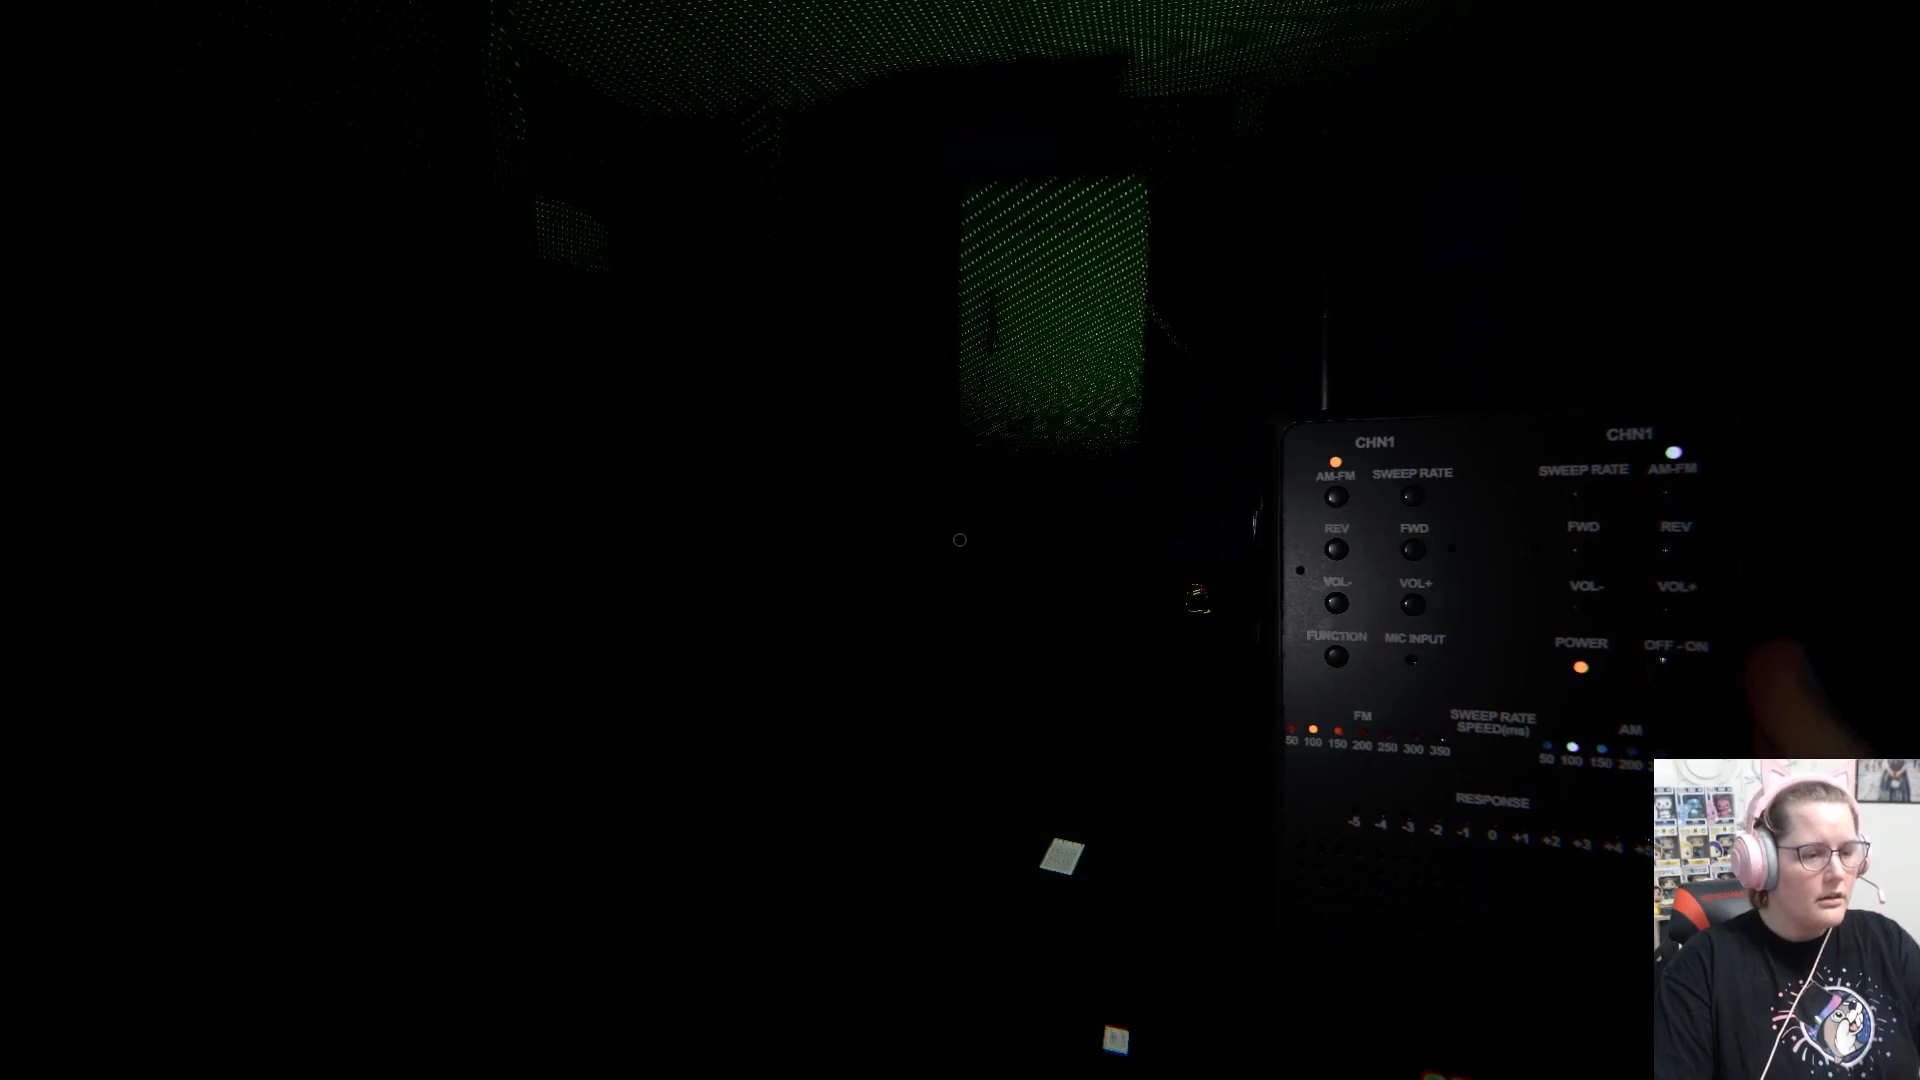 CHN1 CHN1
AM-FM SWEEP RATE SWEEP RATE AM-FM
REV FWD FWD REV
VOL- VOL+ VOL- VOL+
FUNCTION MIC INPUT POWER OFF - ON
FM SWEEP RATE AM
SPEED(ms)
50 100 150 200 250 300 350 50 100 150 200
RESPONSE
-5 -4 -3 -2 -1 0 +1 +2 +3 +4 +5